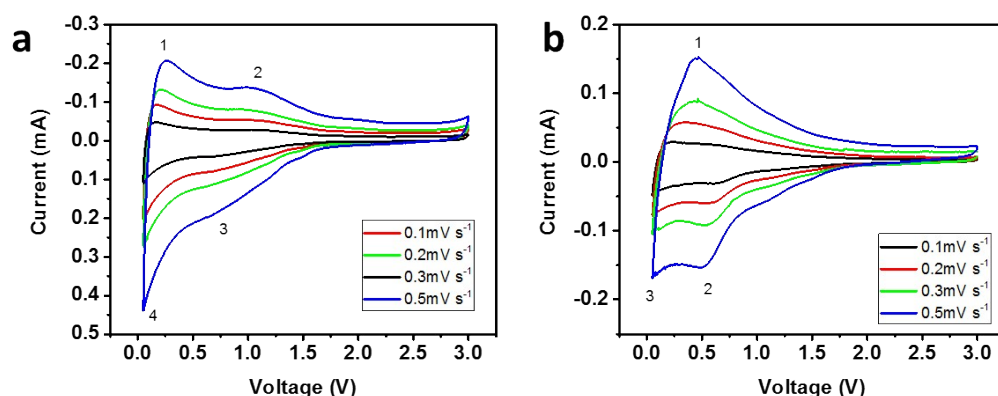 a
-0.3
-0.2
-0.1
0.0
0.1
0.2
0.3
0.4
0.5
Current (mA)
1
2
3
4
0.1mV s⁻¹
0.2mV s⁻¹
0.3mV s⁻¹
0.5mV s⁻¹
0.0 0.5 1.0 1.5 2.0 2.5 3.0
Voltage (V)
b
0.2
0.1
0.0
-0.1
-0.2
Current (mA)
1
2
3
0.1mV s⁻¹
0.2mV s⁻¹
0.3mV s⁻¹
0.5mV s⁻¹
0.0 0.5 1.0 1.5 2.0 2.5 3.0
Voltage (V)